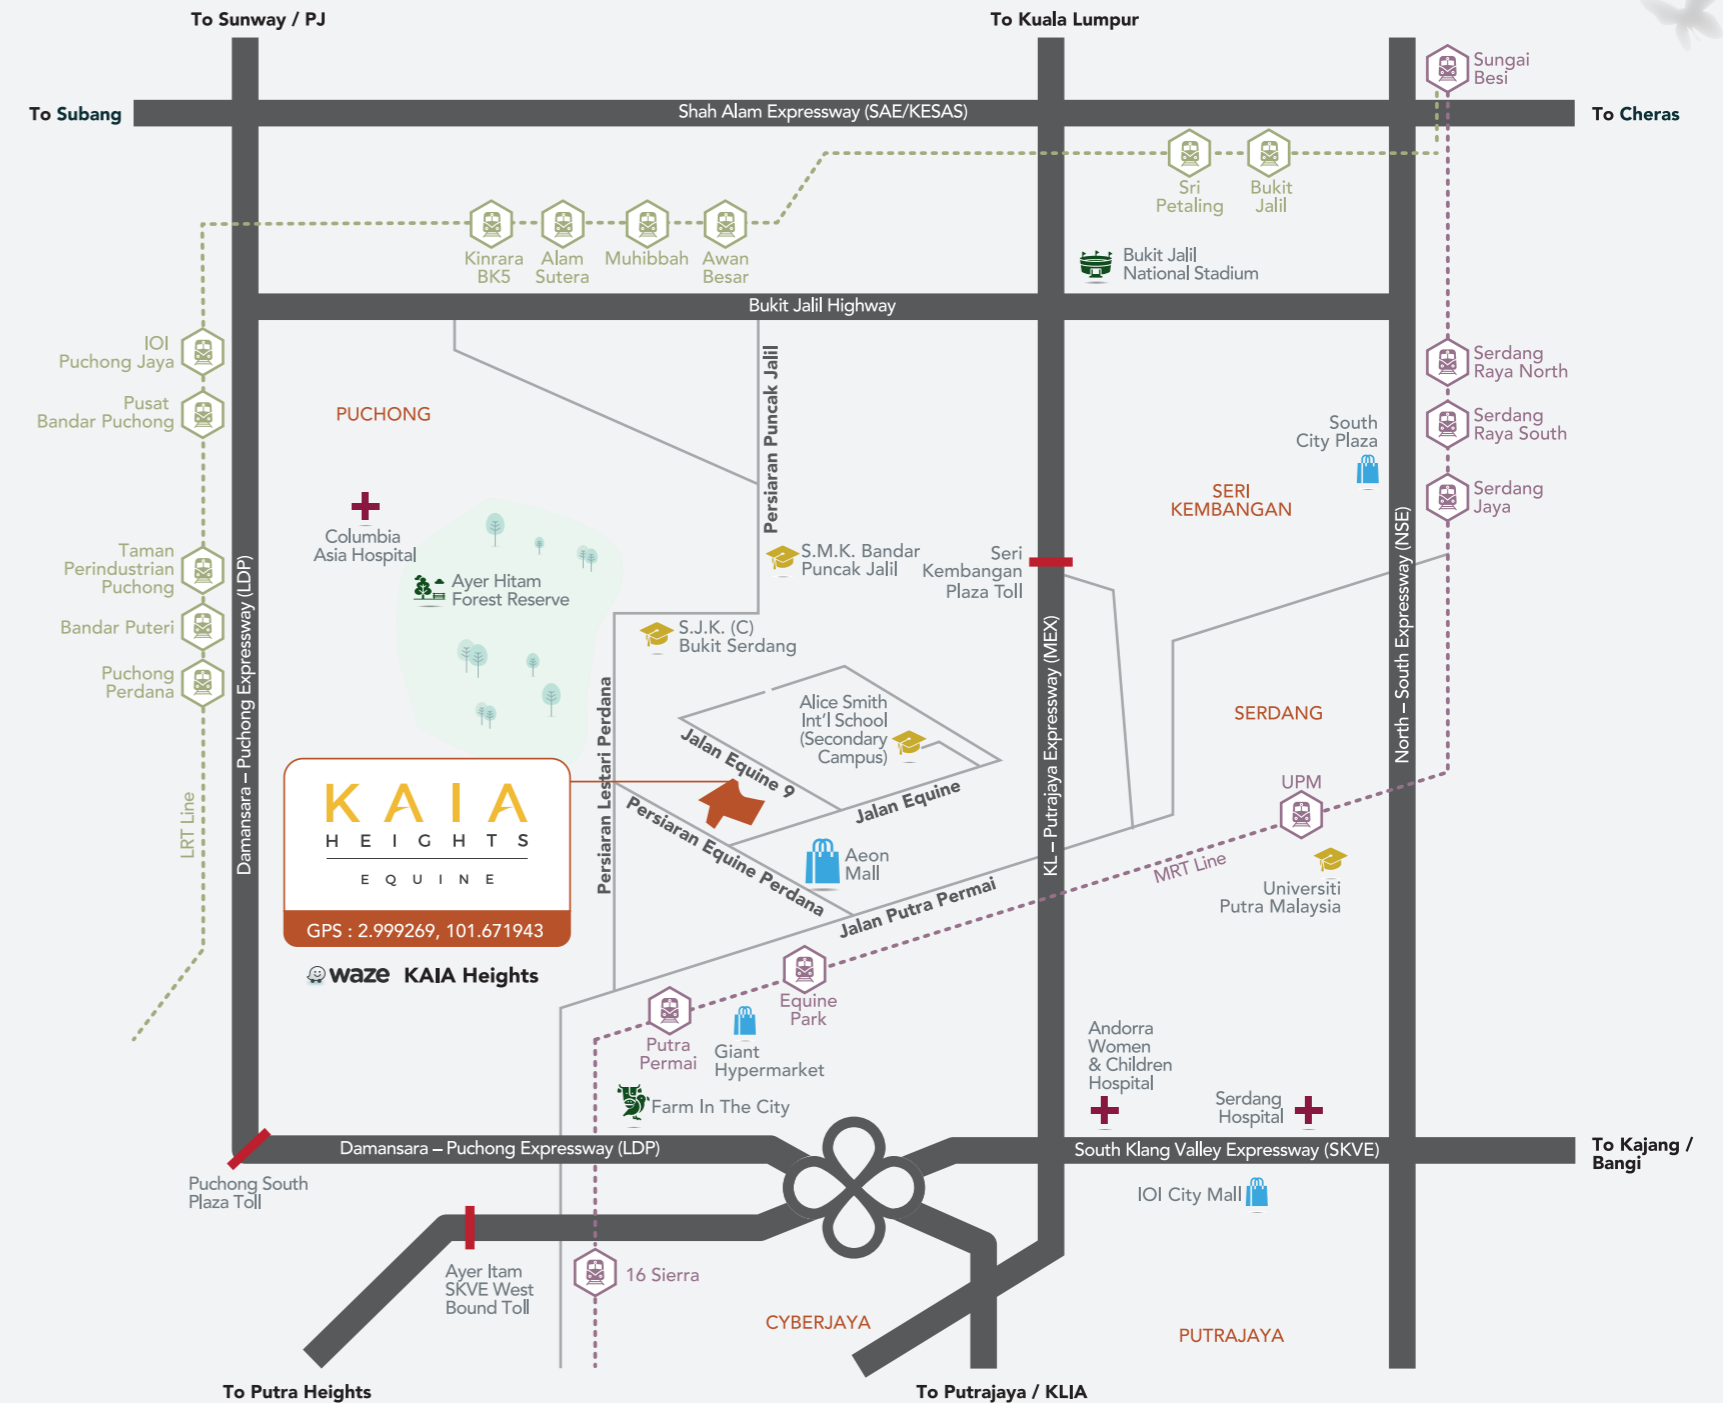 To Sunway / PJ
To Kuala Lumpur
Sungai
Besi
To Subang
Shah Alam Expressway (SAE/KESAS)
To Cheras
Sri
Petaling
Bukit
Jalil
Kinrara
BK5
Alam
Sutera
Muhibbah
Awan
Besar
Bukit Jalil
National Stadium
Bukit Jalil Highway
IOI
Puchong Jaya
Pusat
Bandar Puchong
PUCHONG
Persiaran Puncak Jalil
Serdang
Raya North
Serdang
Raya South
South
City Plaza
SERI
KEMBANGAN
Serdang
Jaya
Columbia
Asia Hospital
Taman
Perindustrian
Puchong
Bandar Puteri
Puchong
Perdana
Damansara – Puchong Expressway (LDP)
Ayer Hitam
Forest Reserve
S.M.K. Bandar
Puncak Jalil
Seri
Kembangan
Plaza Toll
S.J.K. (C)
Bukit Serdang
KL – Putrajaya Expressway (MEX)
North – South Expressway (NSE)
Persiaran Lestari Perdana
Alice Smith
Int'l School
(Secondary
Campus)
SERDANG
Jalan Equine 9
Jalan Equine
Persiaran Equine Perdana
UPM
LRT Line
KAIA
HEIGHTS
EQUINE
GPS : 2.999269, 101.671943
waze KAIA Heights
Aeon
Mall
Jalan Putra Permai
MRT Line
Universiti
Putra Malaysia
Equine
Park
Putra
Permai
Giant
Hypermarket
Andorra
Women
& Children
Hospital
Serdang
Hospital
Farm In The City
Damansara – Puchong Expressway (LDP)
South Klang Valley Expressway (SKVE)
To Kajang /
Bangi
Puchong South
Plaza Toll
IOI City Mall
Ayer Itam
SKVE West
Bound Toll
16 Sierra
CYBERJAYA
PUTRAJAYA
To Putra Heights
To Putrajaya / KLIA